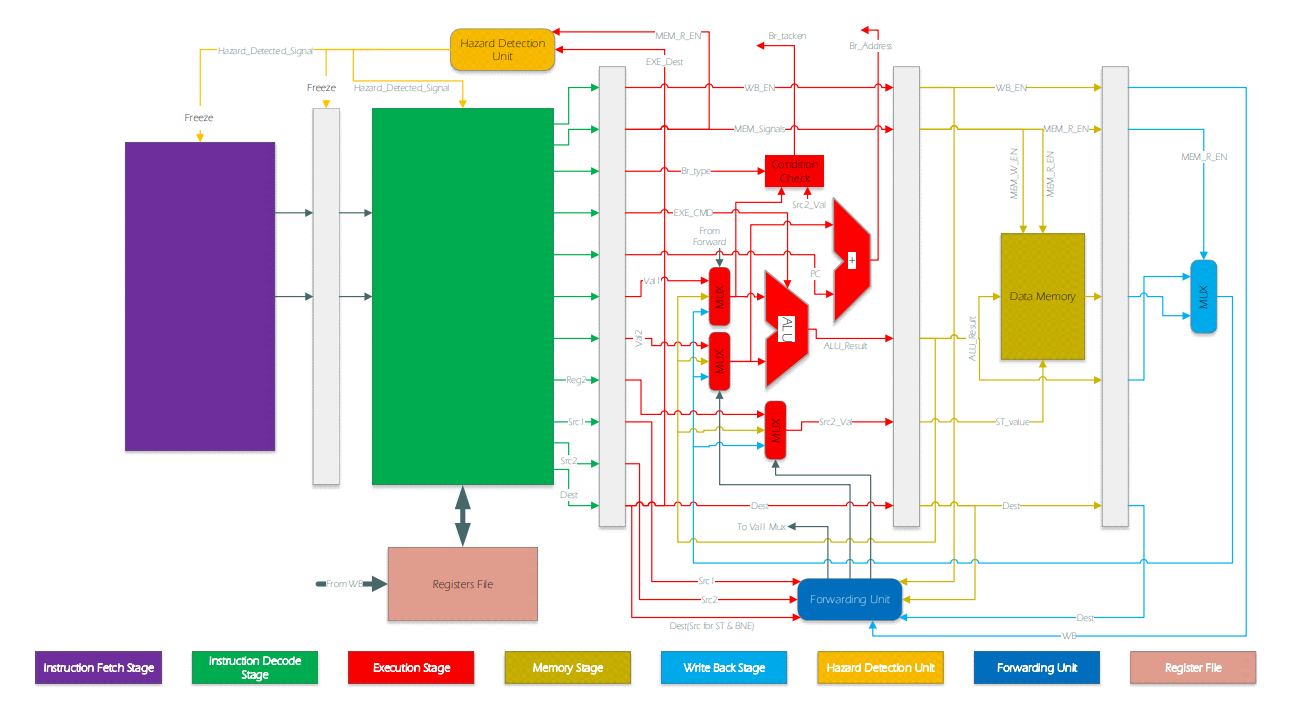 Hazard Detection
Unit
MEM_R_EN
EXE_Dest
Br_tacken
Br_Address
Hazard_Detected_Signal
Freeze
Hazard_Detected_Signal
Freeze
WB_EN
WB_EN
MEM_Signals
MEM_R_EN
MEM_W_EN
MEM_R_EN
MEM_R_EN
Br_type
Condition
Check
Src2_Val
EXE_CMD
From
Forward
+
PC
Val1
MUX
ALU
Data Memory
MUX
Val2
MUX
ALU_Result
ALU_Result
Reg2
Src1
MUX
Src2_Val
ST_value
Src2
Dest
Dest
Dest
To Val1 Mux
From WB
Registers File
Src1
Src2
Dest(Src for ST & BNE)
Forwarding Unit
Dest
WB
Instruction Fetch Stage
Instruction Decode
Stage
Execution Stage
Memory Stage
Write Back Stage
Hazard Detection Unit
Forwarding Unit
Register File